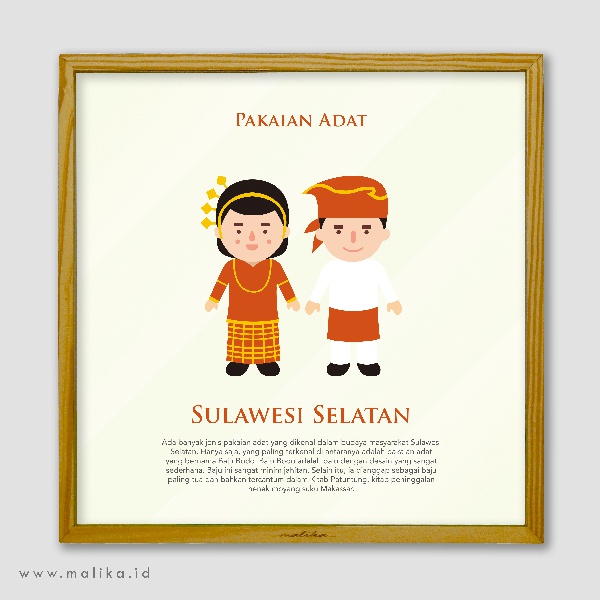 PAKAIAN ADAT
SULAWESI SELATAN
Ada banyak jenis pakaian adat yang dikenal dalam budaya masyarakat Sulawesi
Selatan. Hanya saja, yang paling terkenal di antaranya adalah pakaian adat
yang bernama Baju Bodo. Baju Bodo adalah baju dengan desain yang sangat
sederhana. Baju ini sangat minim jahitan. Selain itu, ia dianggap sebagai baju
paling tua dan bahkan tercantum dalam Kitab Patuntung, kitab peninggalan
nenek moyang suku Makassar.
malika
www.malika.id